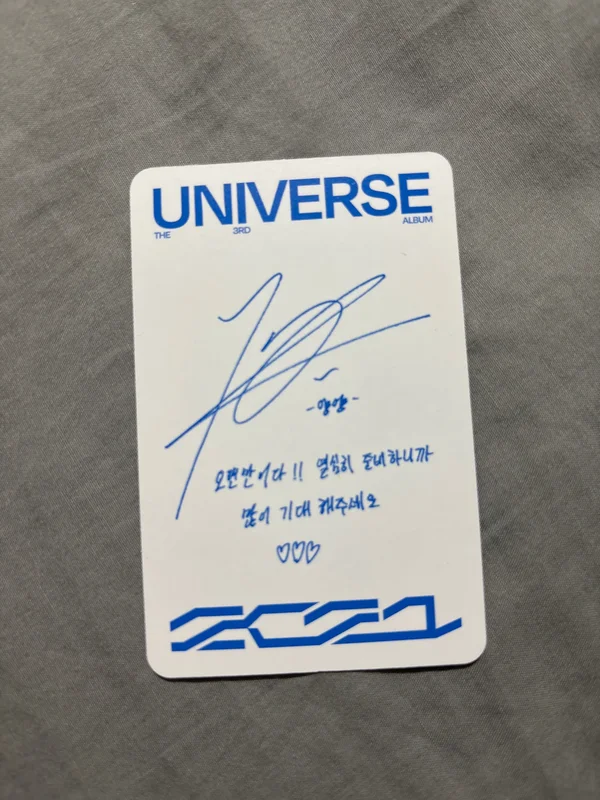 UNIVERSE
THE 3RD ALBUM
-양양-
오랜만이다!! 열심히 준비하니까
많이 기대 해주세요
♡♡♡
2021